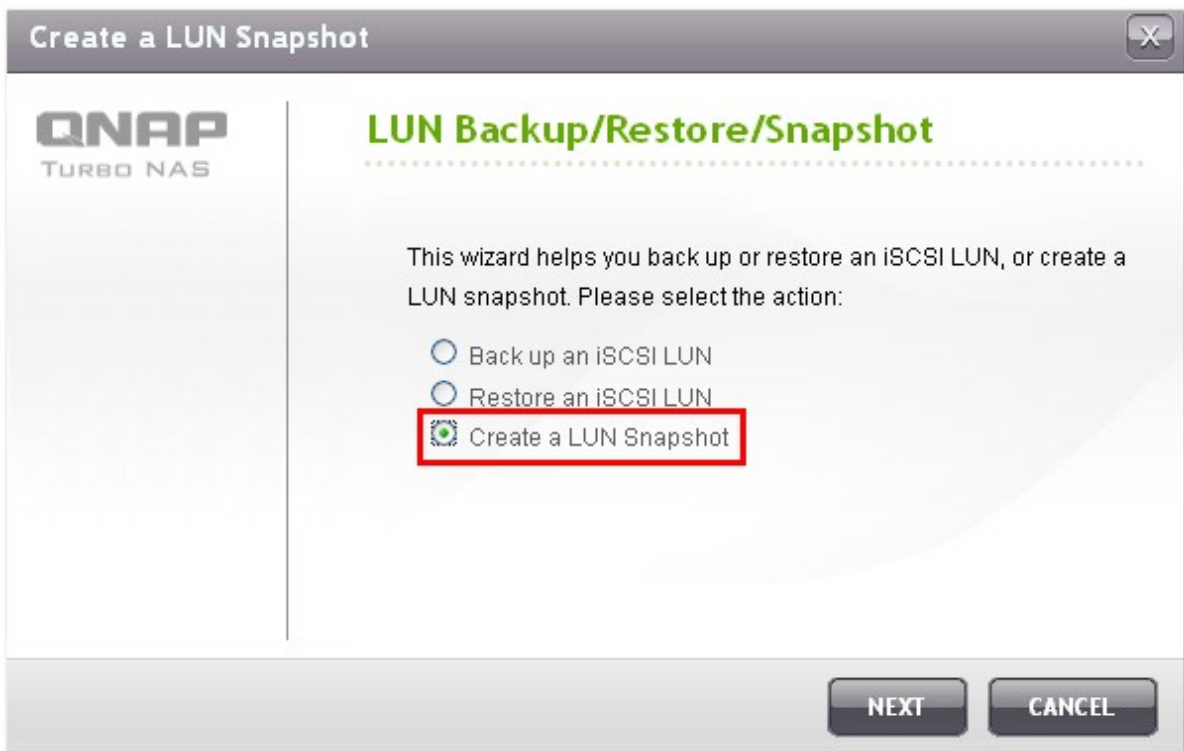 Create a LUN Snapshot
X
QNAP
TURBO NAS
LUN Backup/Restore/Snapshot
This wizard helps you back up or restore an iSCSI LUN, or create a
LUN snapshot. Please select the action:
Back up an iSCSI LUN
Restore an iSCSI LUN
Create a LUN Snapshot
NEXT
CANCEL